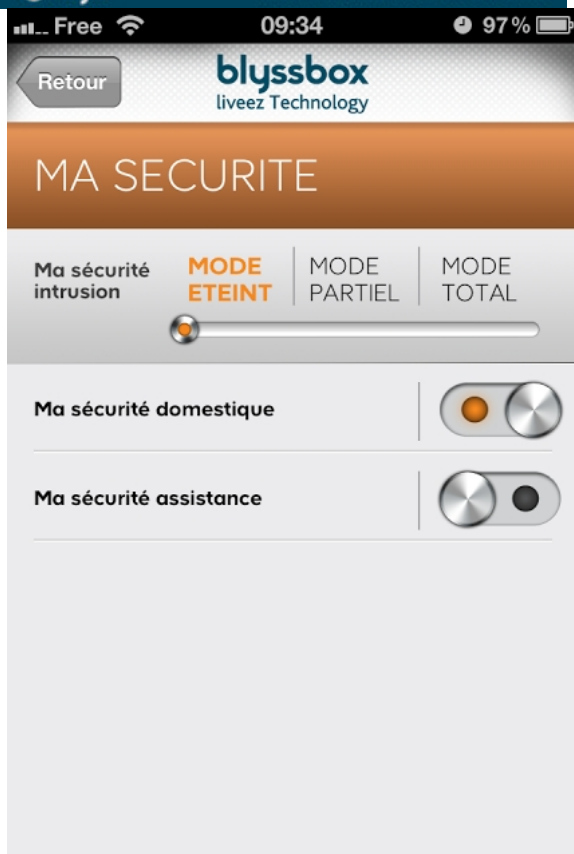 Free 09:34 97%
Retour
blyssbox
liveez Technology
MA SECURITE
Ma sécurité
intrusion
MODE
ETEINT
MODE
PARTIEL
MODE
TOTAL
Ma sécurité domestique
Ma sécurité assistance